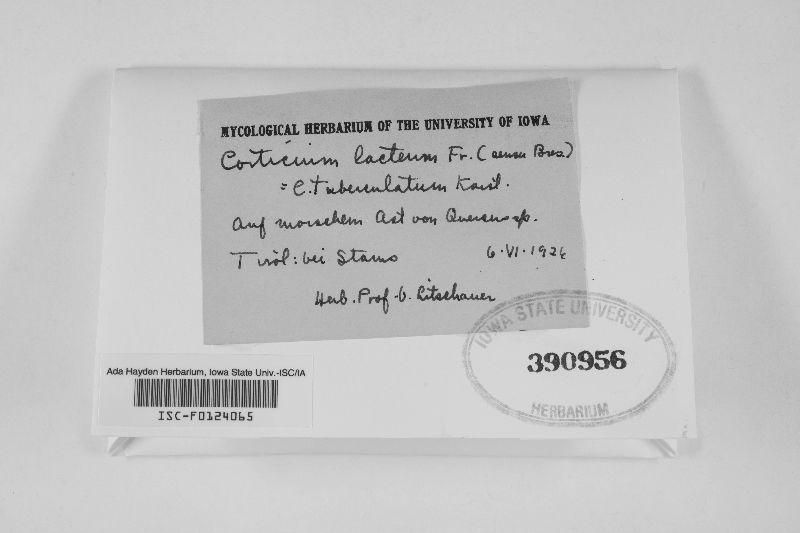 MYCOLOGICAL HERBARIUM OF THE UNIVERSITY OF IOWA
Corticium lacteum Fr. (sensu Bres.)
= C. tuberculatum Karst.
Auf morschem Ast von Quercus sp.
Tirol: bei Stams 6·VI·1926
Herb. Prof. V. Litschauer
IOWA STATE UNIVERSITY
390956
HERBARIUM
Ada Hayden Herbarium, Iowa State Univ.-ISC/IA
ISC-F0124065